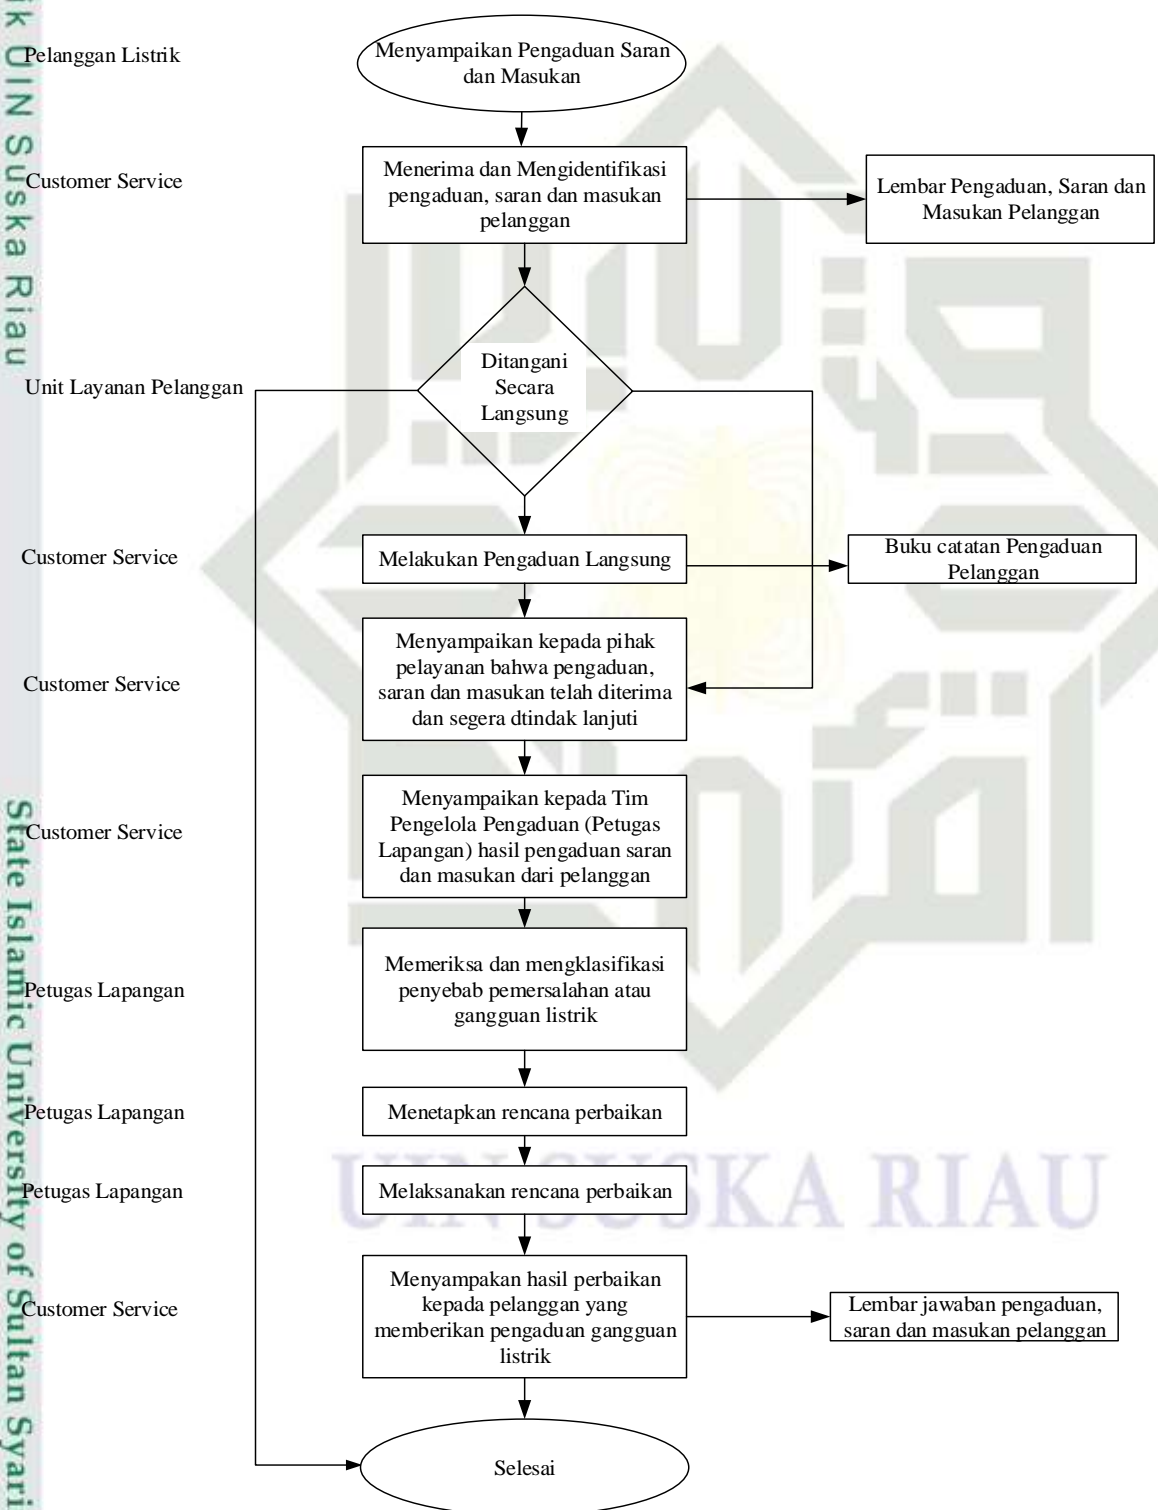 Pelanggan Listrik
Menyampaikan Pengaduan Saran
dan Masukan
Customer Service
Menerima dan Mengidentifikasi
pengaduan, saran dan masukan
pelanggan
Lembar Pengaduan, Saran dan
Masukan Pelanggan
Unit Layanan Pelanggan
Ditangani
Secara
Langsung
Customer Service
Melakukan Pengaduan Langsung
Buku catatan Pengaduan
Pelanggan
Customer Service
Menyampaikan kepada pihak
pelayanan bahwa pengaduan,
saran dan masukan telah diterima
dan segera dtindak lanjuti
Customer Service
Menyampaikan kepada Tim
Pengelola Pengaduan (Petugas
Lapangan) hasil pengaduan saran
dan masukan dari pelanggan
Petugas Lapangan
Memeriksa dan mengklasifikasi
penyebab pemersalahan atau
gangguan listrik
Petugas Lapangan
Menetapkan rencana perbaikan
Petugas Lapangan
Melaksanakan rencana perbaikan
Customer Service
Menyampakan hasil perbaikan
kepada pelanggan yang
memberikan pengaduan gangguan
listrik
Lembar jawaban pengaduan,
saran dan masukan pelanggan
Selesai
UIN SUSKA RIAU
UIN Suska Riau
State Islamic University of Sultan Syari